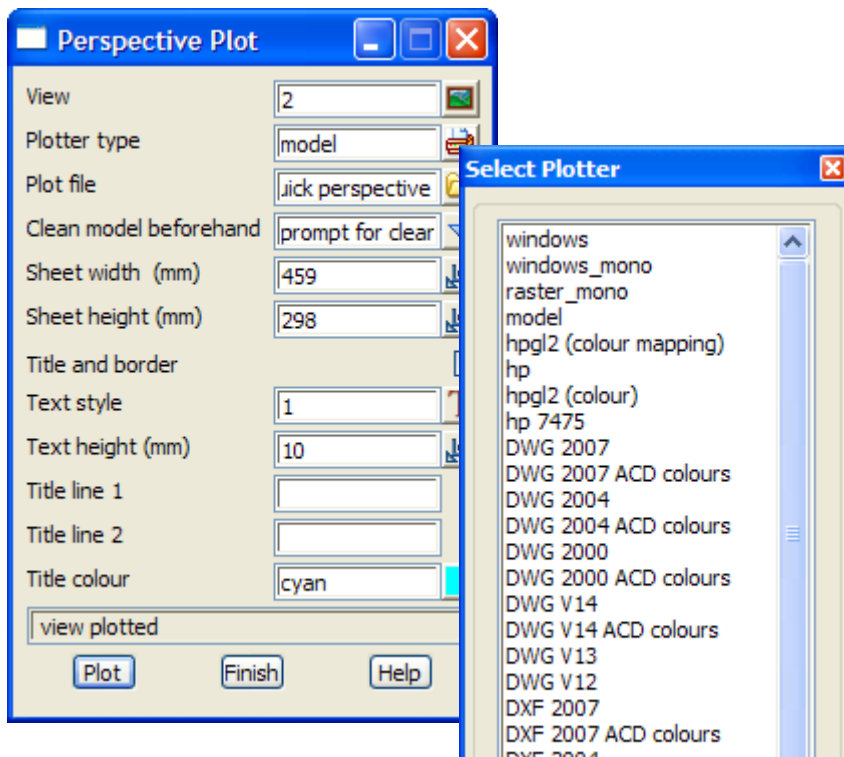 Perspective Plot
View 2
Plotter type model
Plot file uick perspective
Clean model beforehand prompt for clear
Sheet width (mm) 459
Sheet height (mm) 298
Title and border
Text style 1
Text height (mm) 10
Title line 1
Title line 2
Title colour cyan
view plotted
Plot Finish Help
Select Plotter
windows
windows_mono
raster_mono
model
hpgl2 (colour mapping)
hp
hpgl2 (colour)
hp 7475
DWG 2007
DWG 2007 ACD colours
DWG 2004
DWG 2004 ACD colours
DWG 2000
DWG 2000 ACD colours
DWG V14
DWG V14 ACD colours
DWG V13
DWG V12
DXF 2007
DXF 2007 ACD colours
DXF 2004